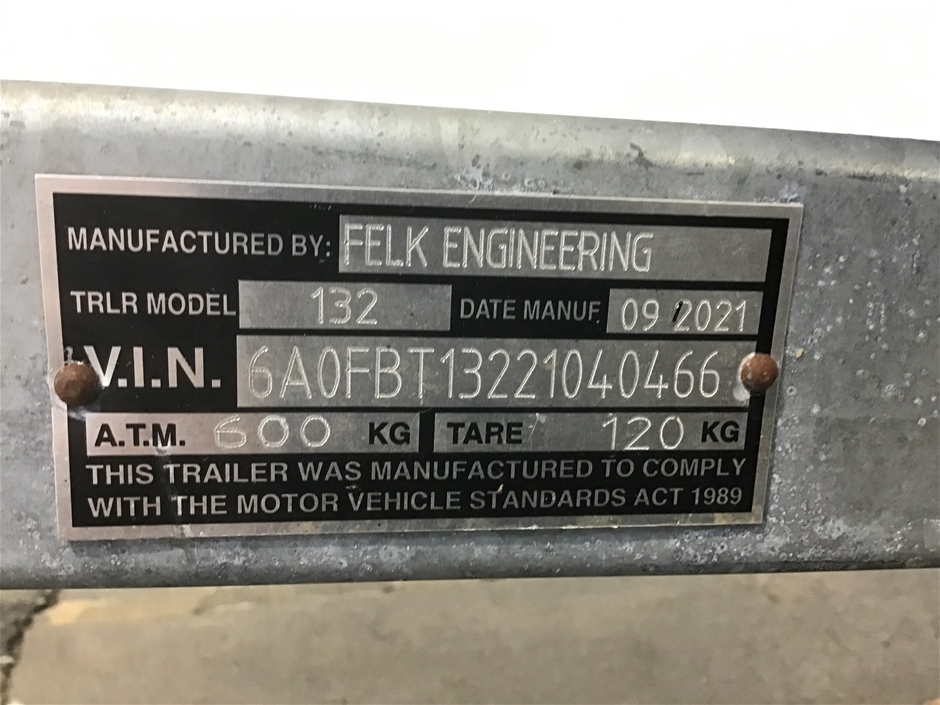 MANUFACTURED BY: FELK ENGINEERING
TRLR MODEL 132 DATE MANUF. 09 2021
V.I.N. 6A0FBT13221040466
A.T.M. 600 KG TARE 120 KG
THIS TRAILER WAS MANUFACTURED TO COMPLY
WITH THE MOTOR VEHICLE STANDARDS ACT 1989